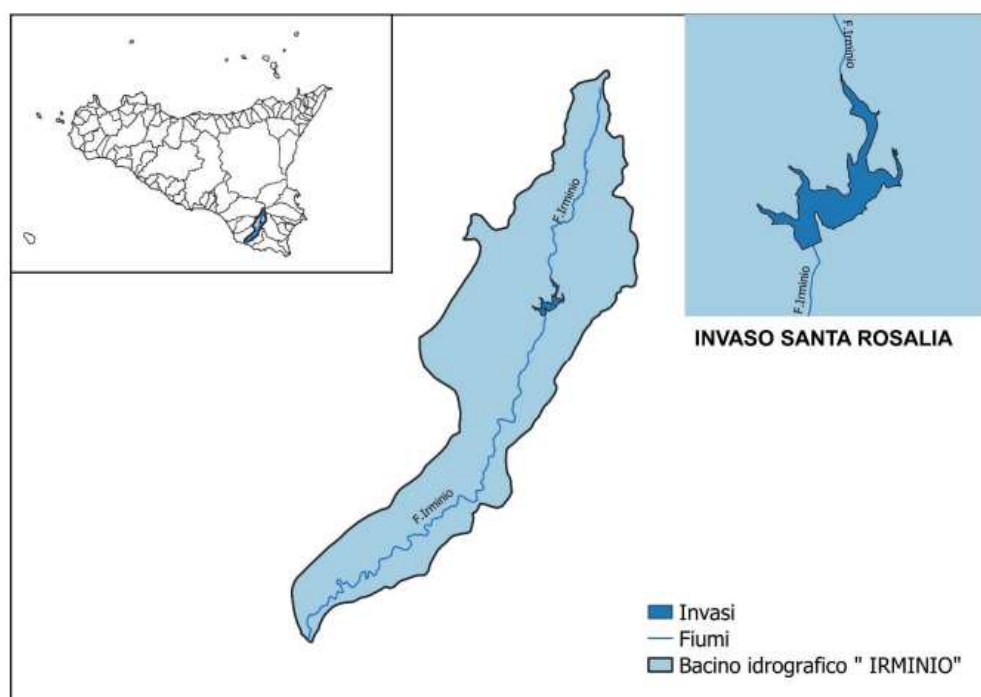 F.Irminio
F.Irminio
INVASO SANTA ROSALIA
F.Irminio
F.Irminio
Invasi
Fiumi
Bacino idrografico " IRMINIO"